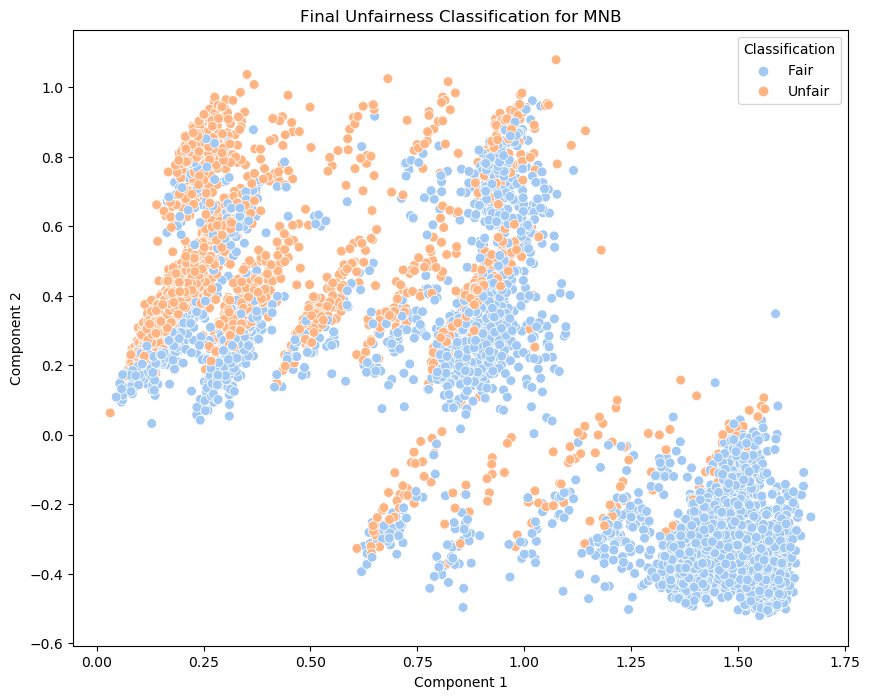 Final Unfairness Classification for MNB
Classification
Fair
Unfair
Component 2
1.0
0.8
0.6
0.4
0.2
0.0
−0.2
−0.4
−0.6
0.00 0.25 0.50 0.75 1.00 1.25 1.50 1.75
Component 1